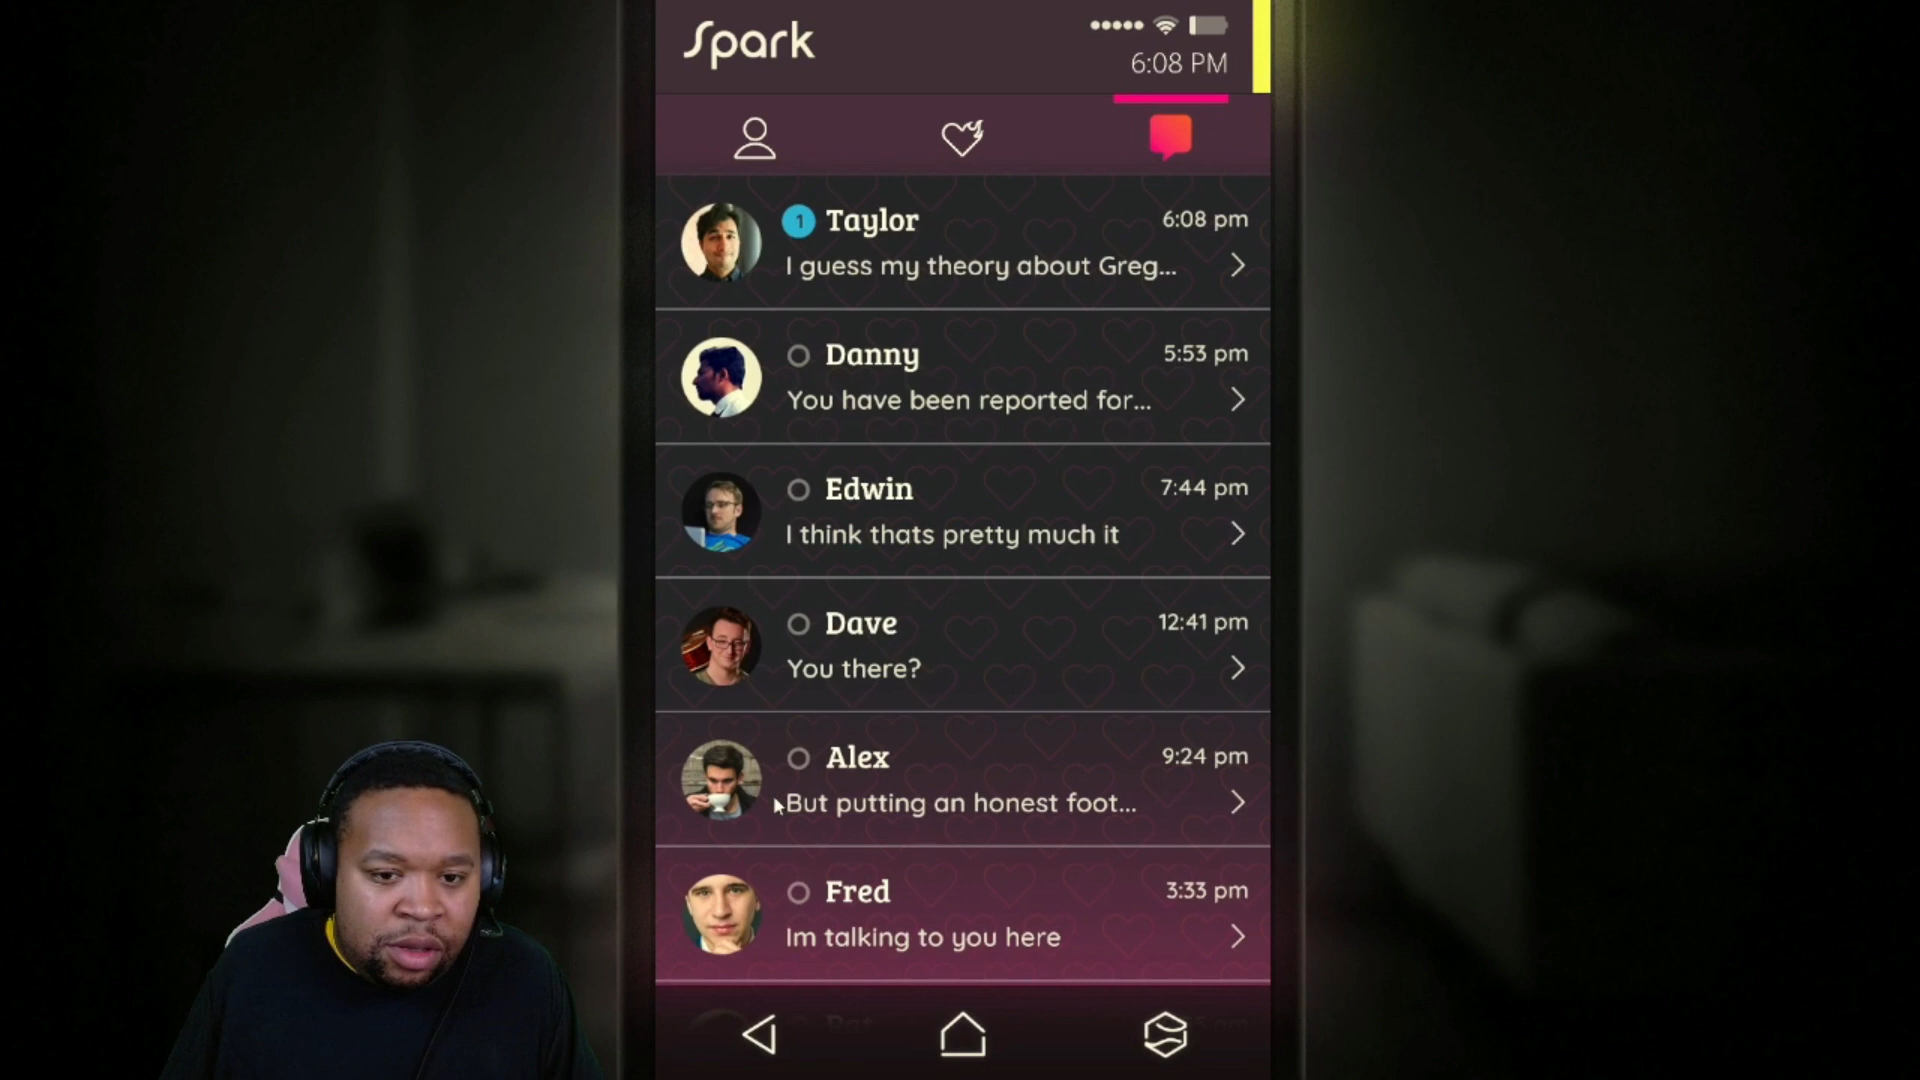 Spark
6:08 PM
1 Taylor 6:08 pm
I guess my theory about Greg...
Danny 5:53 pm
You have been reported for...
Edwin 7:44 pm
I think thats pretty much it
Dave 12:41 pm
You there?
Alex 9:24 pm
But putting an honest foot...
Fred 3:33 pm
Im talking to you here